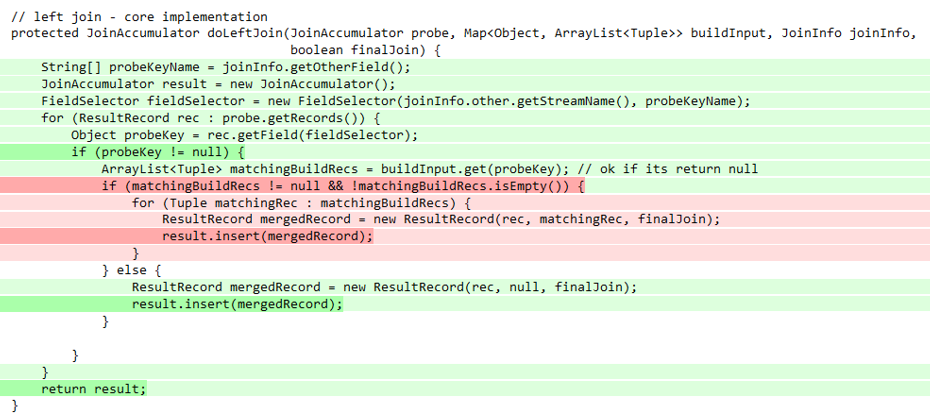 // left join - core implementation
protected JoinAccumulator doLeftJoin(JoinAccumulator probe, Map<Object, ArrayList<Tuple>> buildInput, JoinInfo joinInfo,
boolean finalJoin) {
String[] probeKeyName = joinInfo.getOtherField();
JoinAccumulator result = new JoinAccumulator();
FieldSelector fieldSelector = new FieldSelector(joinInfo.other.getStreamName(), probeKeyName);
for (ResultRecord rec : probe.getRecords()) {
Object probeKey = rec.getField(fieldSelector);
if (probeKey != null) {
ArrayList<Tuple> matchingBuildRecs = buildInput.get(probeKey); // ok if its return null
if (matchingBuildRecs != null && !matchingBuildRecs.isEmpty()) {
for (Tuple matchingRec : matchingBuildRecs) {
ResultRecord mergedRecord = new ResultRecord(rec, matchingRec, finalJoin);
result.insert(mergedRecord);
}
} else {
ResultRecord mergedRecord = new ResultRecord(rec, null, finalJoin);
result.insert(mergedRecord);
}
}
}
return result;
}